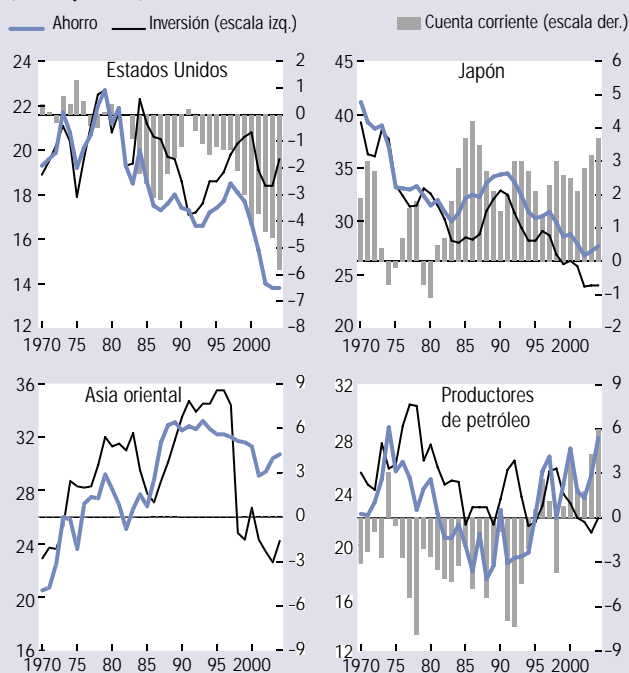 Ahorro Inversión (escala izq.) Cuenta corriente (escala der.)
Estados Unidos
24 22 20 18 16 14 12
2 1 0 –1 –2 –3 –4 –5 –6 –7 –8
1970 75 80 85 90 95 2000
Japón
45 40 35 30 25 20
6 5 4 3 2 1 0 –1 –2
1970 75 80 85 90 95 2000
Asia oriental
36 32 28 24 20 16
9 6 3 0 –3 –6 –9
1970 75 80 85 90 95 2000
Productores
de petróleo
32 28 24 20 16 12
9 6 3 0 –3 –6 –9
1970 75 80 85 90 95 2000